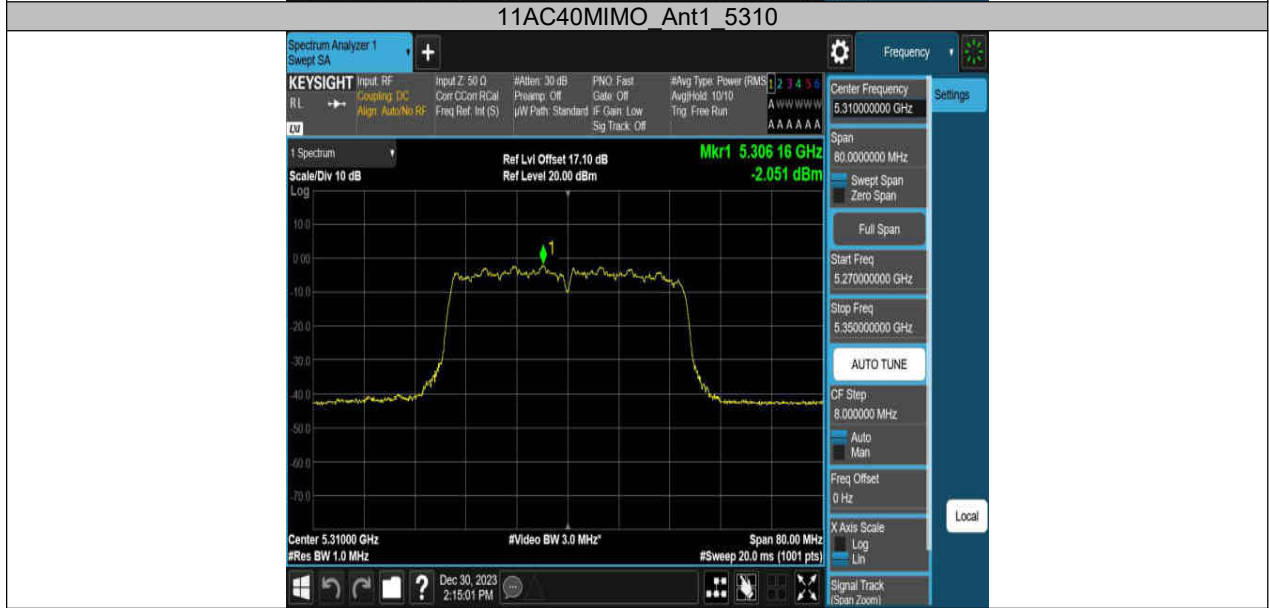 11AC40MIMO_Ant1_5310
Spectrum Analyzer 1
Swept SA
+
Frequency
KEYSIGHT
RL
LXI
Input: RF
Coupling: DC
Align: Auto/No RF
Input Z: 50 Ω
Corr CCorr RCal
Freq Ref: Int (S)
#Atten: 30 dB
Preamp: Off
µW Path: Standard
PNO: Fast
Gate: Off
IF Gain: Low
Sig Track: Off
#Avg Type: Power (RMS
Avg|Hold: 10/10
Trig: Free Run
1 2 3 4 5 6
A W W W W W
A A A A A A
Center Frequency
5.310000000 GHz
Settings
Span
80.0000000 MHz
Swept Span
Zero Span
Full Span
Start Freq
5.270000000 GHz
Stop Freq
5.350000000 GHz
AUTO TUNE
CF Step
8.000000 MHz
Auto
Man
Freq Offset
0 Hz
X Axis Scale
Log
Lin
Signal Track
(Span Zoom)
Local
1 Spectrum
Scale/Div 10 dB
Ref Lvl Offset 17.10 dB
Ref Level 20.00 dBm
Mkr1 5.306 16 GHz
-2.051 dBm
Log
10.0
0.00
-10.0
-20.0
-30.0
-40.0
-50.0
-60.0
-70.0
1
Center 5.31000 GHz
#Res BW 1.0 MHz
#Video BW 3.0 MHz*
Span 80.00 MHz
#Sweep 20.0 ms (1001 pts)
?
Dec 30, 2023
2:15:01 PM